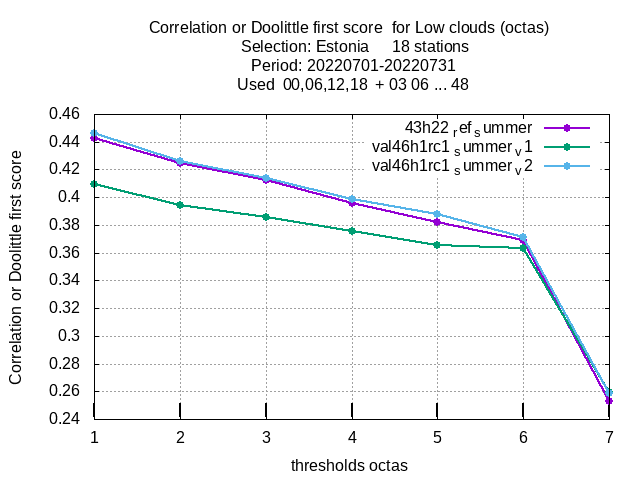 Correlation or Doolittle first score  for Low clouds (octas)
Selection: Estonia     18 stations
Period: 20220701-20220731
Used  00,06,12,18  + 03 06 ... 48
43h22 ref summer
val46h1rc1 summer v1
val46h1rc1 summer v2
Correlation or Doolittle first score
0.46
0.44
0.42
0.4
0.38
0.36
0.34
0.32
0.3
0.28
0.26
0.24
1 2 3 4 5 6 7
thresholds octas